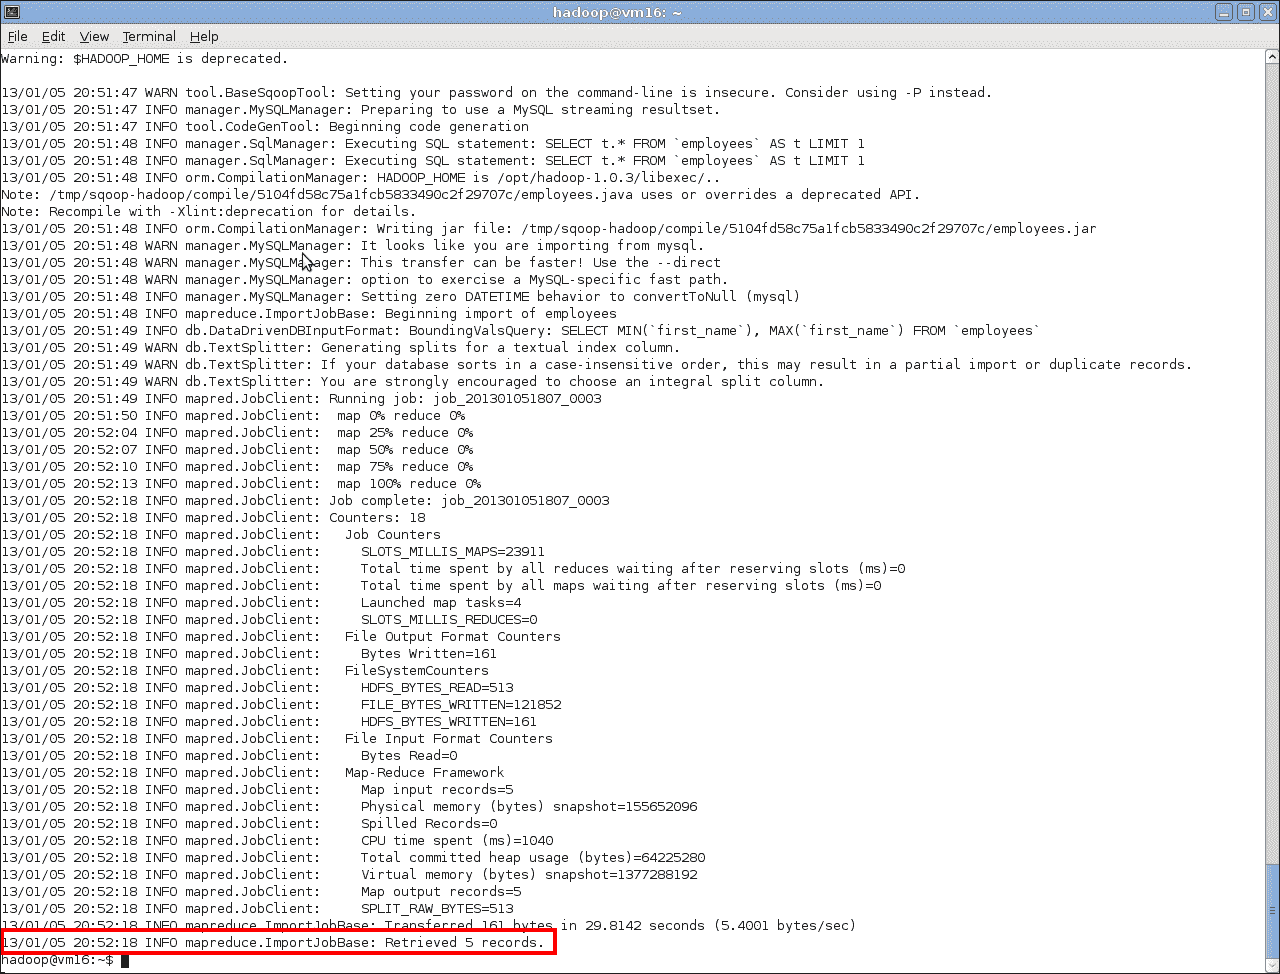 hadoop@vm16: ~
File Edit View Terminal Help
Warning: $HADOOP_HOME is deprecated.
13/01/05 20:51:47 WARN tool.BaseSqoopTool: Setting your password on the command-line is insecure. Consider using -P instead.
13/01/05 20:51:47 INFO manager.MySQLManager: Preparing to use a MySQL streaming resultset.
13/01/05 20:51:47 INFO tool.CodeGenTool: Beginning code generation
13/01/05 20:51:48 INFO manager.SqlManager: Executing SQL statement: SELECT t.* FROM `employees` AS t LIMIT 1
13/01/05 20:51:48 INFO manager.SqlManager: Executing SQL statement: SELECT t.* FROM `employees` AS t LIMIT 1
13/01/05 20:51:48 INFO orm.CompilationManager: HADOOP_HOME is /opt/hadoop-1.0.3/libexec/..
Note: /tmp/sqoop-hadoop/compile/5104fd58c75a1fcb5833490c2f29707c/employees.java uses or overrides a deprecated API.
Note: Recompile with -Xlint:deprecation for details.
13/01/05 20:51:48 INFO orm.CompilationManager: Writing jar file: /tmp/sqoop-hadoop/compile/5104fd58c75a1fcb5833490c2f29707c/employees.jar
13/01/05 20:51:48 WARN manager.MySQLManager: It looks like you are importing from mysql.
13/01/05 20:51:48 WARN manager.MySQLManager: This transfer can be faster! Use the --direct
13/01/05 20:51:48 WARN manager.MySQLManager: option to exercise a MySQL-specific fast path.
13/01/05 20:51:48 INFO manager.MySQLManager: Setting zero DATETIME behavior to convertToNull (mysql)
13/01/05 20:51:48 INFO mapreduce.ImportJobBase: Beginning import of employees
13/01/05 20:51:49 INFO db.DataDrivenDBInputFormat: BoundingValsQuery: SELECT MIN(`first_name`), MAX(`first_name`) FROM `employees`
13/01/05 20:51:49 WARN db.TextSplitter: Generating splits for a textual index column.
13/01/05 20:51:49 WARN db.TextSplitter: If your database sorts in a case-insensitive order, this may result in a partial import or duplicate records.
13/01/05 20:51:49 WARN db.TextSplitter: You are strongly encouraged to choose an integral split column.
13/01/05 20:51:49 INFO mapred.JobClient: Running job: job_201301051807_0003
13/01/05 20:51:50 INFO mapred.JobClient:  map 0% reduce 0%
13/01/05 20:52:04 INFO mapred.JobClient:  map 25% reduce 0%
13/01/05 20:52:07 INFO mapred.JobClient:  map 50% reduce 0%
13/01/05 20:52:10 INFO mapred.JobClient:  map 75% reduce 0%
13/01/05 20:52:13 INFO mapred.JobClient:  map 100% reduce 0%
13/01/05 20:52:18 INFO mapred.JobClient: Job complete: job_201301051807_0003
13/01/05 20:52:18 INFO mapred.JobClient: Counters: 18
13/01/05 20:52:18 INFO mapred.JobClient:   Job Counters
13/01/05 20:52:18 INFO mapred.JobClient:     SLOTS_MILLIS_MAPS=23911
13/01/05 20:52:18 INFO mapred.JobClient:     Total time spent by all reduces waiting after reserving slots (ms)=0
13/01/05 20:52:18 INFO mapred.JobClient:     Total time spent by all maps waiting after reserving slots (ms)=0
13/01/05 20:52:18 INFO mapred.JobClient:     Launched map tasks=4
13/01/05 20:52:18 INFO mapred.JobClient:     SLOTS_MILLIS_REDUCES=0
13/01/05 20:52:18 INFO mapred.JobClient:   File Output Format Counters
13/01/05 20:52:18 INFO mapred.JobClient:     Bytes Written=161
13/01/05 20:52:18 INFO mapred.JobClient:   FileSystemCounters
13/01/05 20:52:18 INFO mapred.JobClient:     HDFS_BYTES_READ=513
13/01/05 20:52:18 INFO mapred.JobClient:     FILE_BYTES_WRITTEN=121852
13/01/05 20:52:18 INFO mapred.JobClient:     HDFS_BYTES_WRITTEN=161
13/01/05 20:52:18 INFO mapred.JobClient:   File Input Format Counters
13/01/05 20:52:18 INFO mapred.JobClient:     Bytes Read=0
13/01/05 20:52:18 INFO mapred.JobClient:   Map-Reduce Framework
13/01/05 20:52:18 INFO mapred.JobClient:     Map input records=5
13/01/05 20:52:18 INFO mapred.JobClient:     Physical memory (bytes) snapshot=155652096
13/01/05 20:52:18 INFO mapred.JobClient:     Spilled Records=0
13/01/05 20:52:18 INFO mapred.JobClient:     CPU time spent (ms)=1040
13/01/05 20:52:18 INFO mapred.JobClient:     Total committed heap usage (bytes)=64225280
13/01/05 20:52:18 INFO mapred.JobClient:     Virtual memory (bytes) snapshot=1377288192
13/01/05 20:52:18 INFO mapred.JobClient:     Map output records=5
13/01/05 20:52:18 INFO mapred.JobClient:     SPLIT_RAW_BYTES=513
13/01/05 20:52:18 INFO mapreduce.ImportJobBase: Transferred 161 bytes in 29.8142 seconds (5.4001 bytes/sec)
13/01/05 20:52:18 INFO mapreduce.ImportJobBase: Retrieved 5 records.
hadoop@vm16:~$